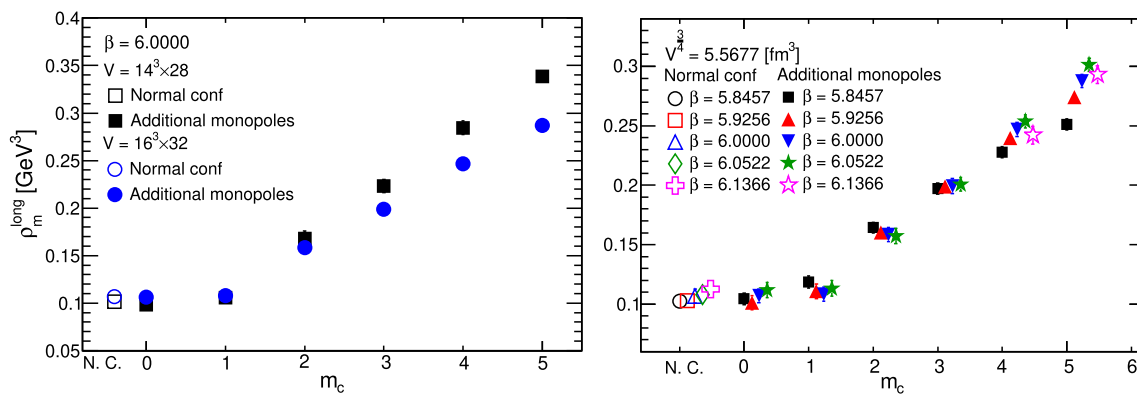 0.4
0.35
0.3
0.25
0.2
0.15
0.1
0.05
ρ_m^long [GeV³]
β = 6.0000
V = 14³×28
Normal conf
Additional monopoles
V = 16³×32
Normal conf
Additional monopoles
N. C. 0 1 2 3 4 5
m_c
0.3
0.25
0.2
0.15
0.1
V^{3/4} = 5.5677 [fm³]
Normal conf Additional monopoles
β = 5.8457 β = 5.8457
β = 5.9256 β = 5.9256
β = 6.0000 β = 6.0000
β = 6.0522 β = 6.0522
β = 6.1366 β = 6.1366
N. C. 0 1 2 3 4 5 6
m_c